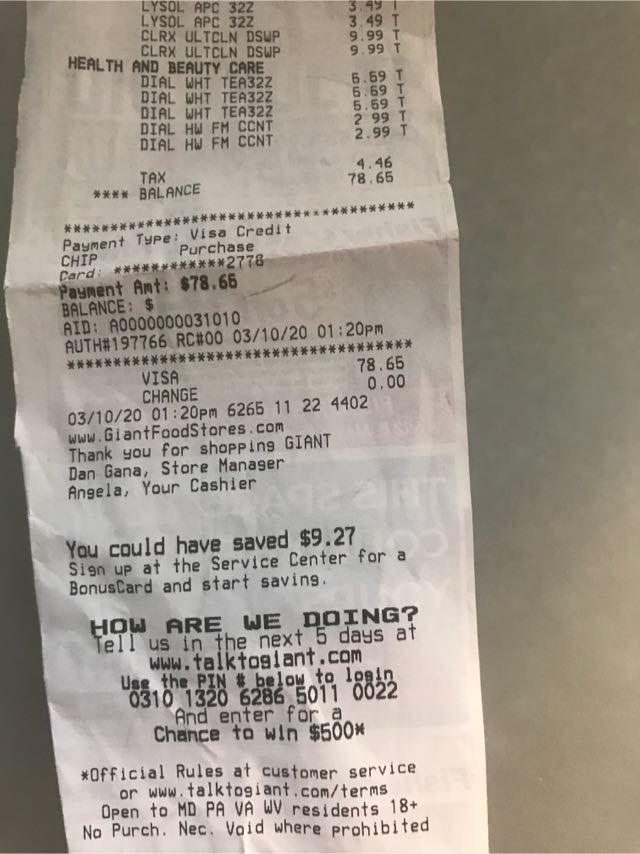 LYSOL APC 32Z 3.49 T
LYSOL APC 32Z 3.49 T
CLRX ULTCLN DSWP 9.99 T
CLRX ULTCLN DSWP 9.99 T
HEALTH AND BEAUTY CARE
DIAL WHT TEA32Z 6.69 T
DIAL WHT TEA32Z 6.69 T
DIAL WHT TEA32Z 6.69 T
DIAL HW FM CCNT 2 99 T
DIAL HW FM CCNT 2.99 T
TAX 4.46
**** BALANCE 78.65
**************************************
Payment Type: Visa Credit
CHIP Purchase
Card: ************2778
Payment Amt: $78.65
BALANCE: $
AID: A0000000031010
AUTH#197766 RC#00 03/10/20 01:20pm
**************************************
VISA 78.65
CHANGE 0.00
03/10/20 01:20pm 6265 11 22 4402
www.GiantFoodStores.com
Thank you for shopping GIANT
Dan Gana, Store Manager
Angela, Your Cashier
You could have saved $9.27
Sign up at the Service Center for a
BonusCard and start saving.
HOW ARE WE DOING?
Tell us in the next 5 days at
www.talktogiant.com
Use the PIN # below to login
0310 1320 6286 5011 0022
And enter for a
Chance to win $500*
*Official Rules at customer service
or www.talktogiant.com/terms
Open to MD PA VA WV residents 18+
No Purch. Nec. Void where prohibited